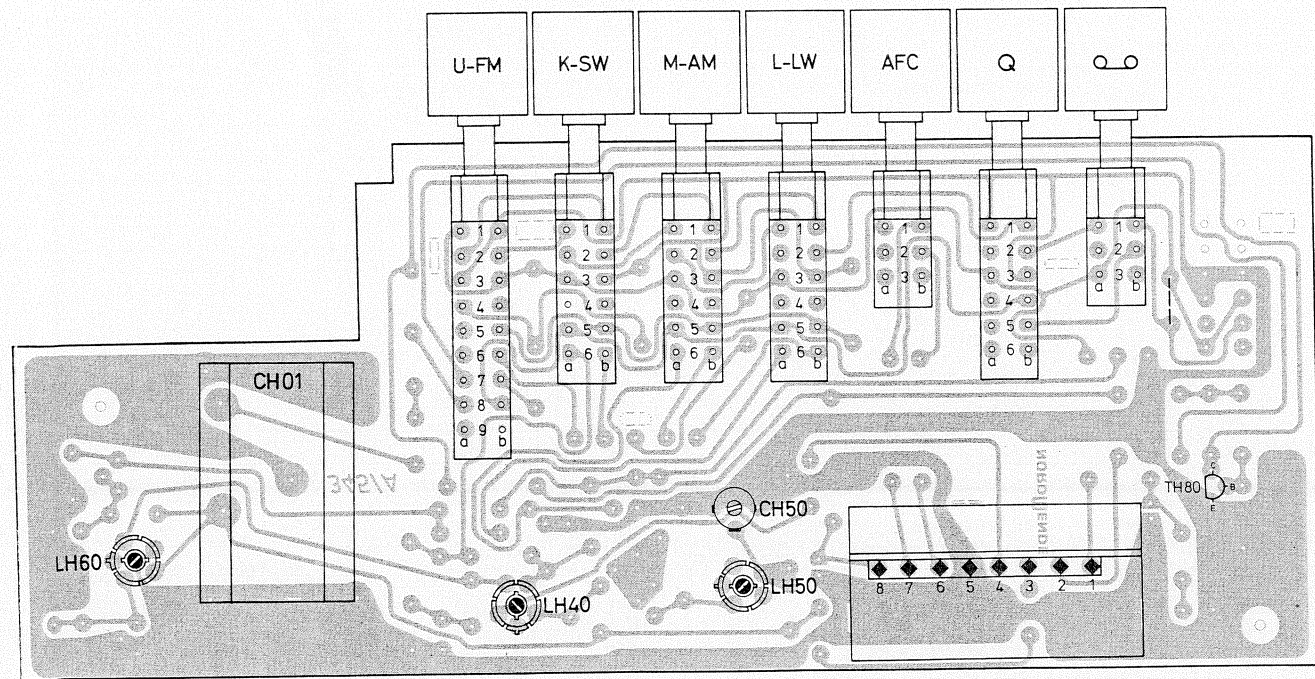 U-FM K-SW M-AM L-LW AFC Q
1 1 1 1 1 1 1
2 2 2 2 2 2 2
3 3 3 3 3 3 3
a b a b
4 4 4 4 4
5 5 5 5 5
6 6 6 6 6
a b a b a b a b
7
8
9
a b
CH01
345/A
NORDMENDE
CH50
TH80
C
B
E
LH60
LH40
LH50
8 7 6 5 4 3 2 1